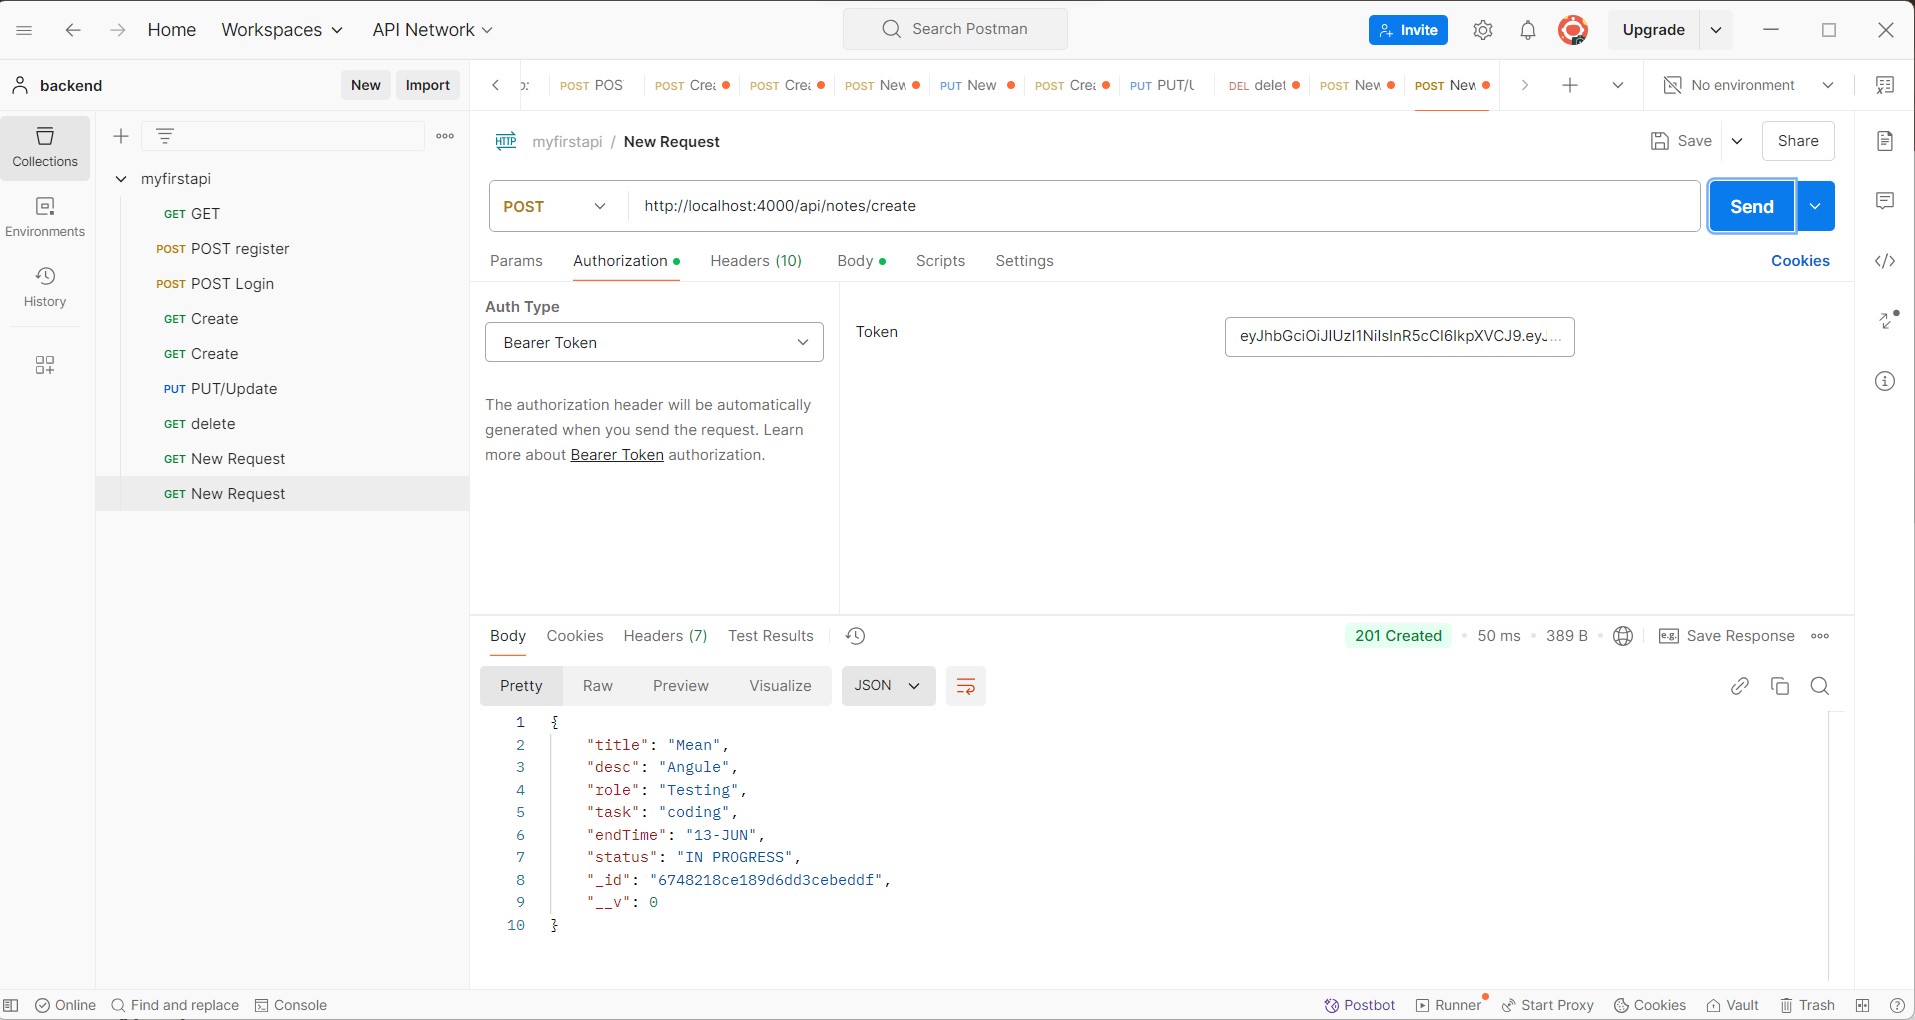 Home Workspaces API Network Search Postman Invite Upgrade
backend New Import POST POS POST Crea POST Crea POST New PUT New POST Crea PUT PUT/U DEL delet POST New POST New No environment
Collections
Environments
History
myfirstapi
GET GET
POST POST register
POST POST Login
GET Create
GET Create
PUT PUT/Update
GET delete
GET New Request
GET New Request
HTTP myfirstapi / New Request Save Share
POST http://localhost:4000/api/notes/create Send
Params Authorization Headers (10) Body Scripts Settings Cookies
Auth Type
Bearer Token
The authorization header will be automatically
generated when you send the request. Learn
more about Bearer Token authorization.
Token eyJhbGciOiJIUzI1NiIsInR5cCI6IkpXVCJ9.eyJ...
Body Cookies Headers (7) Test Results 201 Created 50 ms 389 B e.g. Save Response
Pretty Raw Preview Visualize JSON
1 {
2 "title": "Mean",
3 "desc": "Angule",
4 "role": "Testing",
5 "task": "coding",
6 "endTime": "13-JUN",
7 "status": "IN PROGRESS",
8 "_id": "6748218ce189d6dd3cebeddf",
9 "__v": 0
10 }
Online Find and replace Console Postbot Runner Start Proxy Cookies Vault Trash